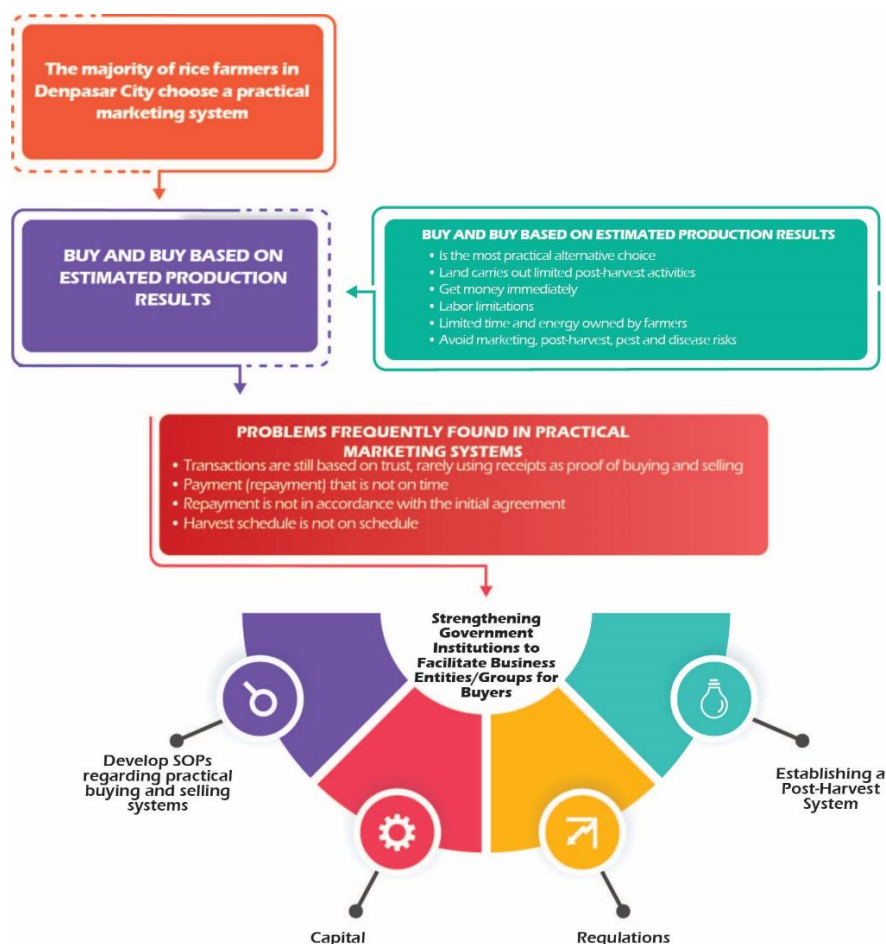 The majority of rice farmers in
Denpasar City choose a practical
marketing system
BUY AND BUY BASED ON
ESTIMATED PRODUCTION
RESULTS
BUY AND BUY BASED ON ESTIMATED PRODUCTION RESULTS
• Is the most practical alternative choice
• Land carries out limited post-harvest activities
• Get money immediately
• Labor limitations
• Limited time and energy owned by farmers
• Avoid marketing, post-harvest, pest and disease risks
PROBLEMS FREQUENTLY FOUND IN PRACTICAL
MARKETING SYSTEMS
• Transactions are still based on trust, rarely using receipts as proof of buying and selling
• Payment (repayment) that is not on time
• Repayment is not in accordance with the initial agreement
• Harvest schedule is not on schedule
Strengthening
Government
Institutions to
Facilitate Business
Entities/Groups for
Buyers
Develop SOPs
regarding practical
buying and selling
systems
Establishing a
Post-Harvest
System
Capital
Regulations